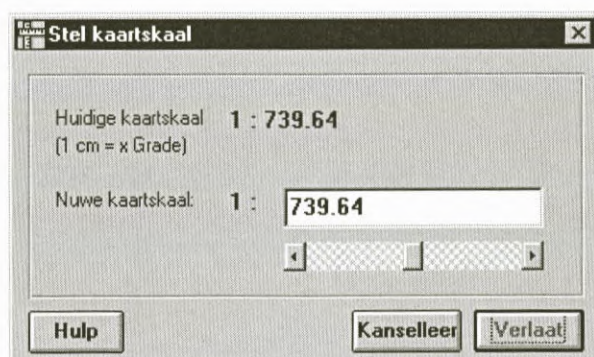 Stel kaartskaal
Huidige kaartskaal 1 : 739.64
(1 cm = x Grade)
Nuwe kaartskaal: 1 : 739.64
Hulp Kanselleer Verlaat